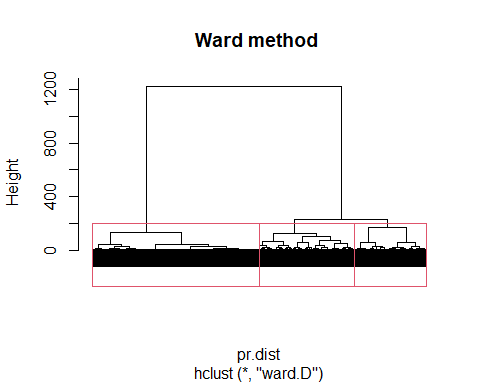 Ward method
Height
1200
800
400
0
pr.dist
hclust (*, "ward.D")